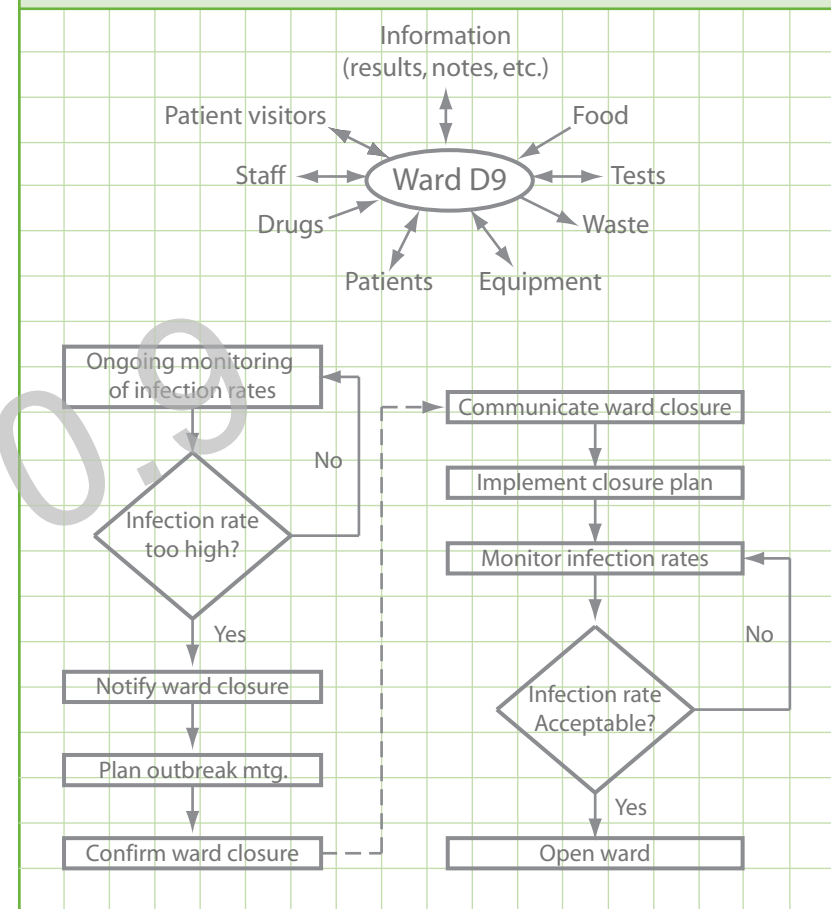 Information
(results, notes, etc.)
Patient visitors
Food
Staff
Ward D9
Tests
Drugs
Waste
Patients
Equipment
Ongoing monitoring
of infection rates
No
Infection rate
too high?
Yes
Notify ward closure
Plan outbreak mtg.
Confirm ward closure
Communicate ward closure
Implement closure plan
Monitor infection rates
No
Infection rate
Acceptable?
Yes
Open ward
0.9